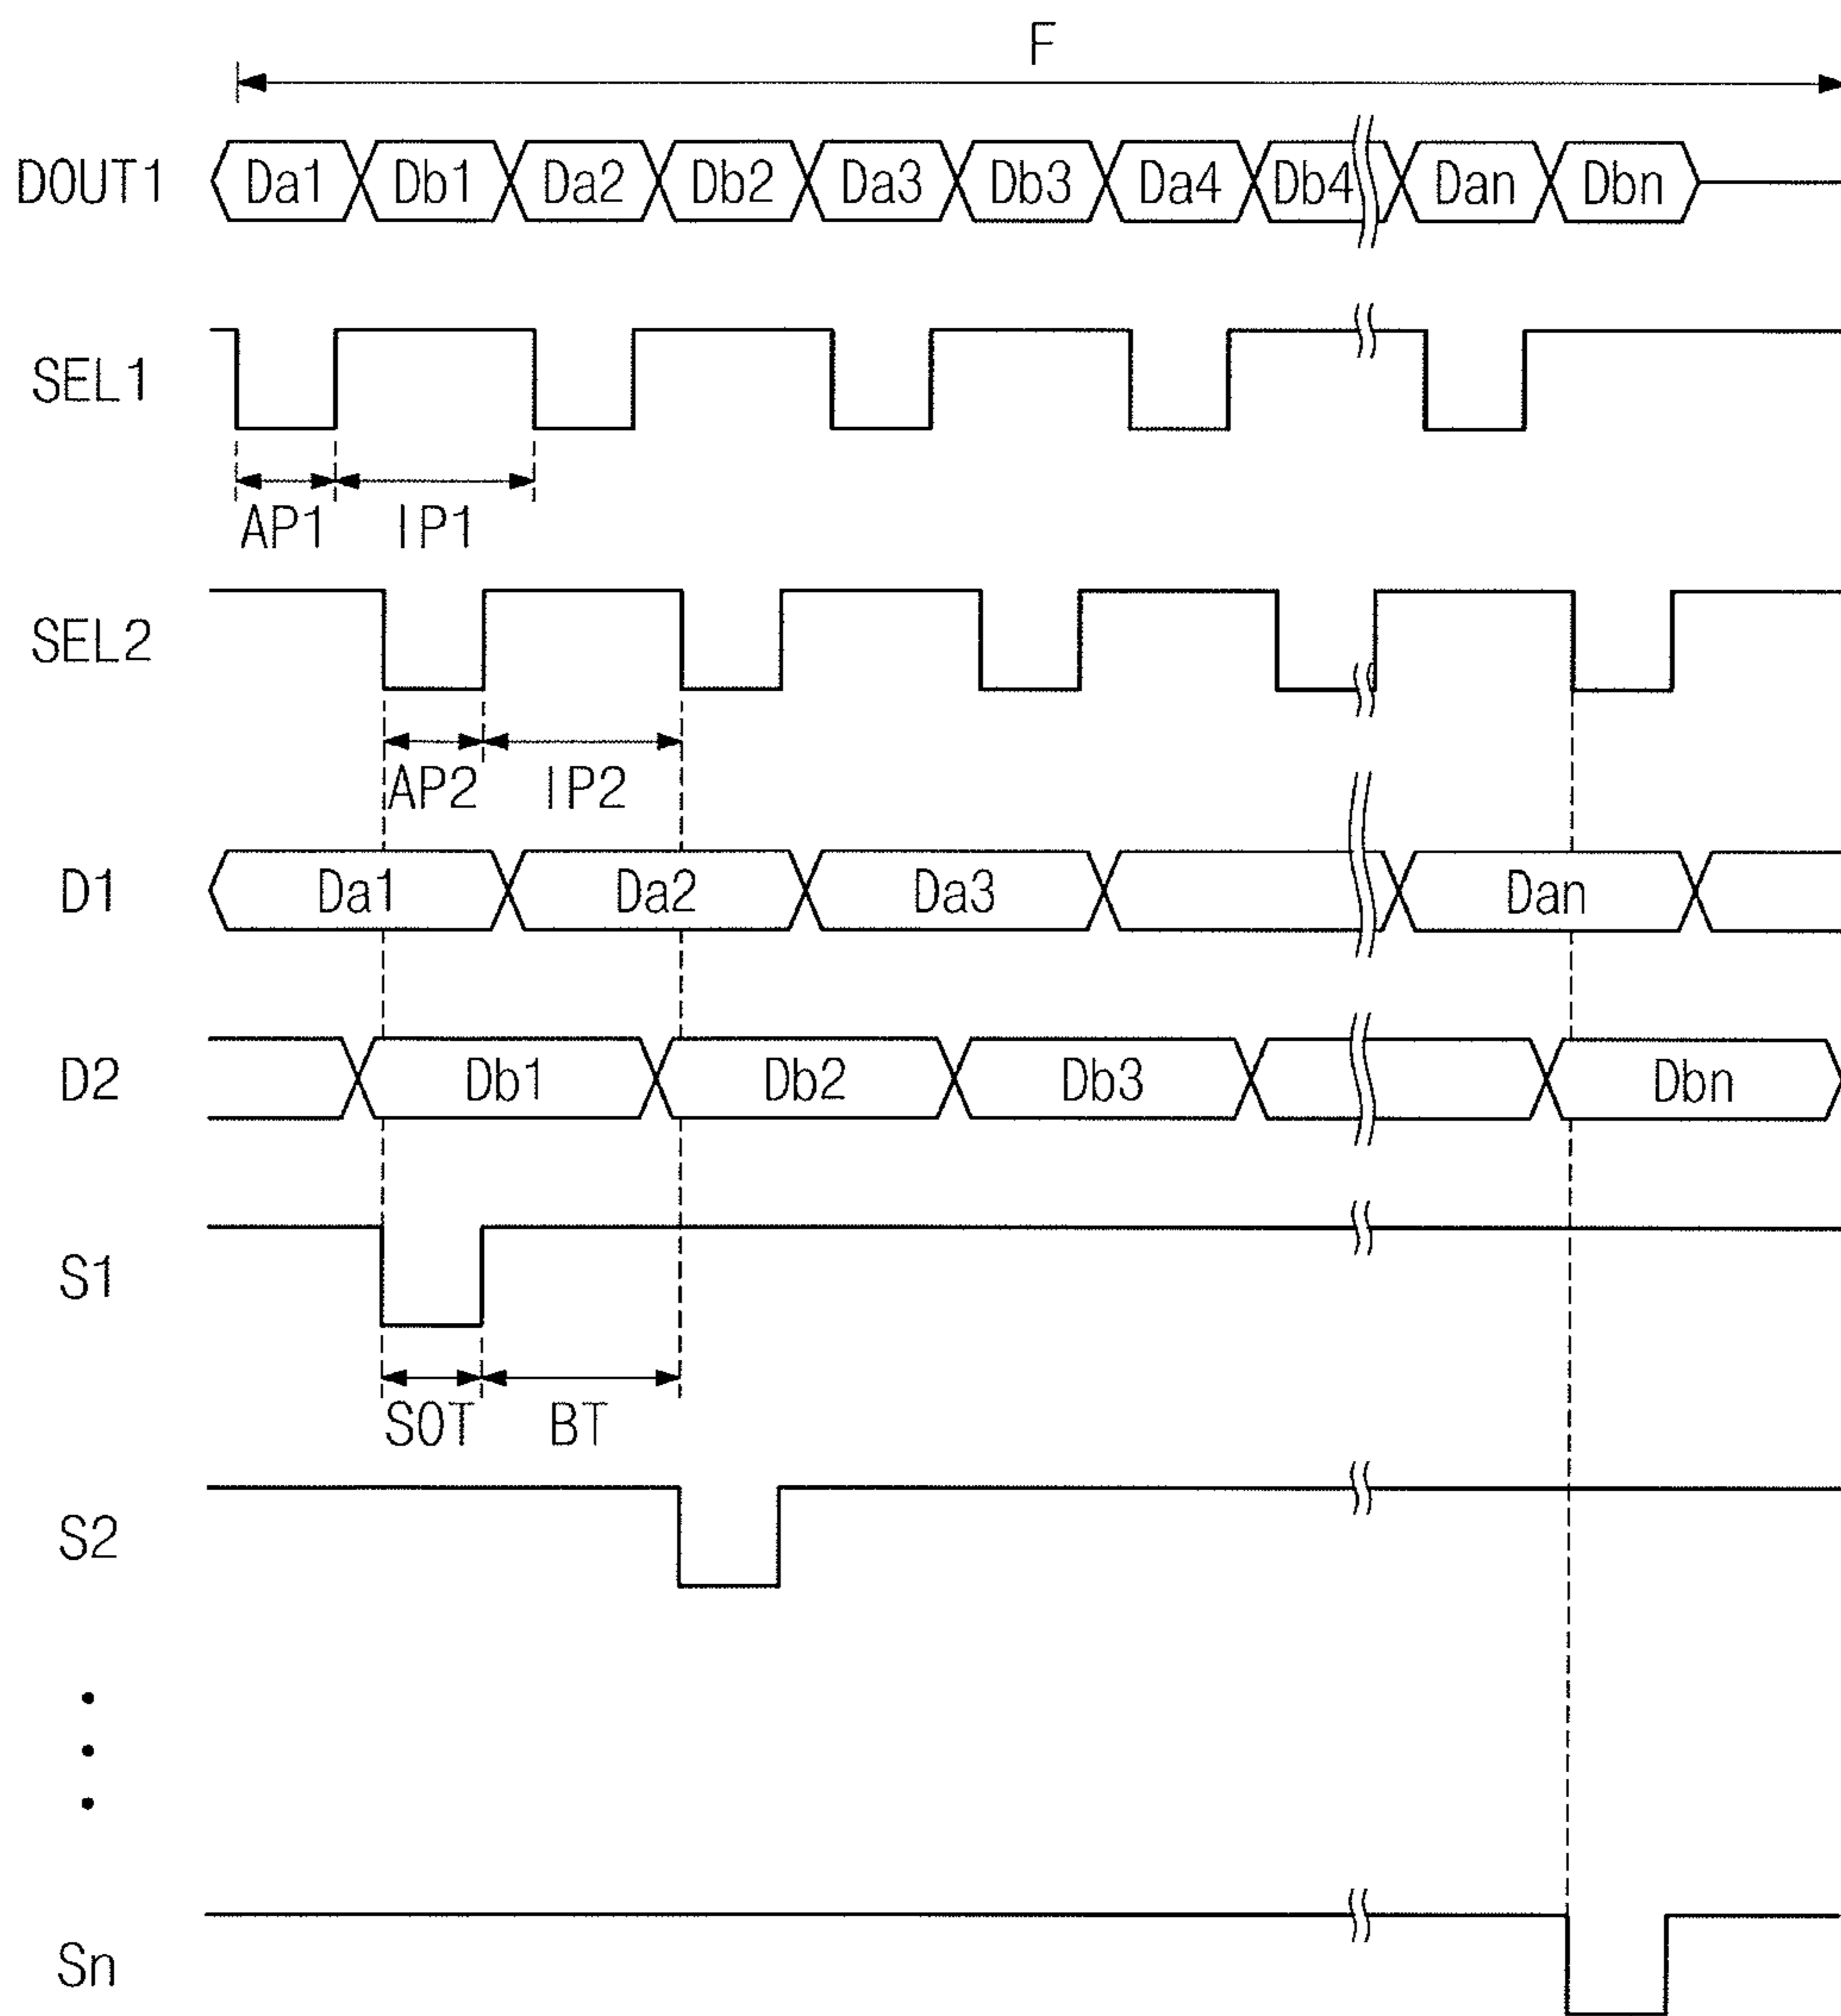 F
DOUT1 Da1 Db1 Da2 Db2 Da3 Db3 Da4 Db4 Dan Dbn
SEL1
AP1 IP1
SEL2
AP2 IP2
D1 Da1 Da2 Da3 Dan
D2 Db1 Db2 Db3 Dbn
S1
SOT BT
S2
Sn